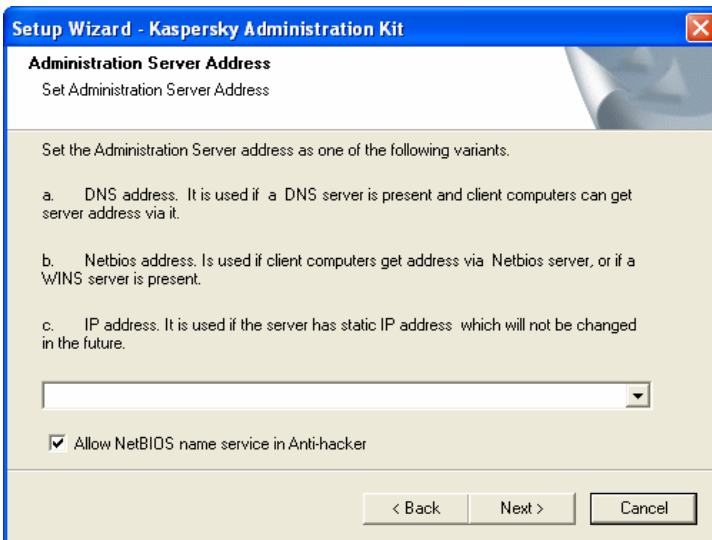 Setup Wizard - Kaspersky Administration Kit
Administration Server Address
Set Administration Server Address
Set the Administration Server address as one of the following variants.
a. DNS address. It is used if a DNS server is present and client computers can get
server address via it.
b. Netbios address. Is used if client computers get address via Netbios server, or if a
WINS server is present.
c. IP address. It is used if the server has static IP address which will not be changed
in the future.
Allow NetBIOS name service in Anti-hacker
< Back Next > Cancel